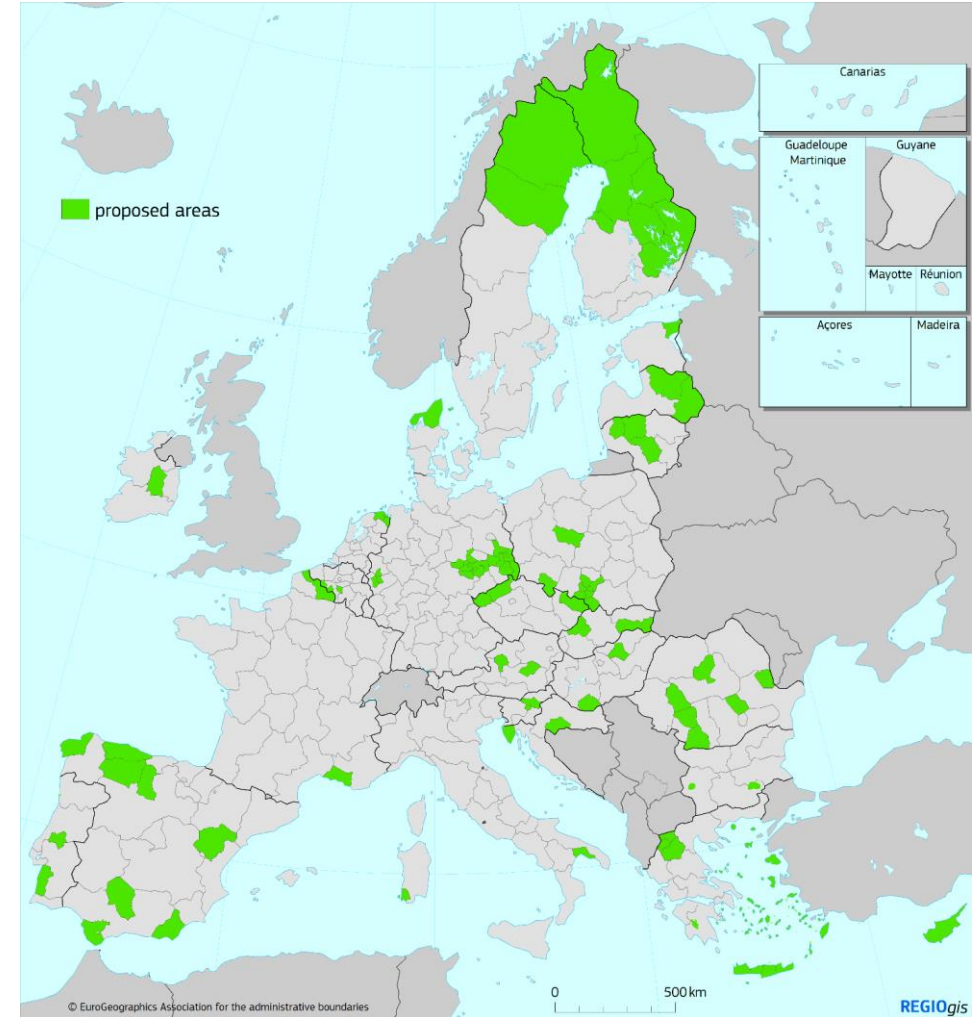 Canarias
Guadeloupe
Martinique
Guyane
proposed areas
Mayotte
Réunion
Açores
Madeira
0
500 km
© EuroGeographics Association for the administrative boundaries
REGIOgis